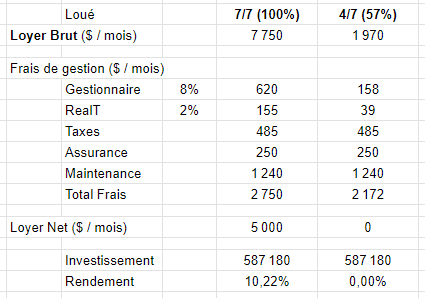 Loué 7/7 (100%) 4/7 (57%)
Loyer Brut ($ / mois) 7 750 1 970
Frais de gestion ($ / mois)
Gestionnaire 8% 620 158
RealT 2% 155 39
Taxes 485 485
Assurance 250 250
Maintenance 1 240 1 240
Total Frais 2 750 2 172
Loyer Net ($ / mois) 5 000 0
Investissement 587 180 587 180
Rendement 10,22% 0,00%